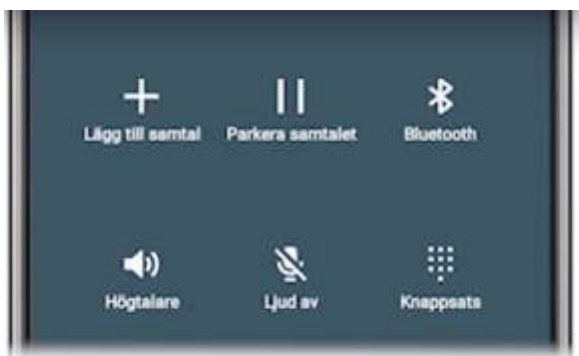 Lägg till samtal
Parkera samtalet
Bluetooth
Högtalare
Ljud av
Knappsats